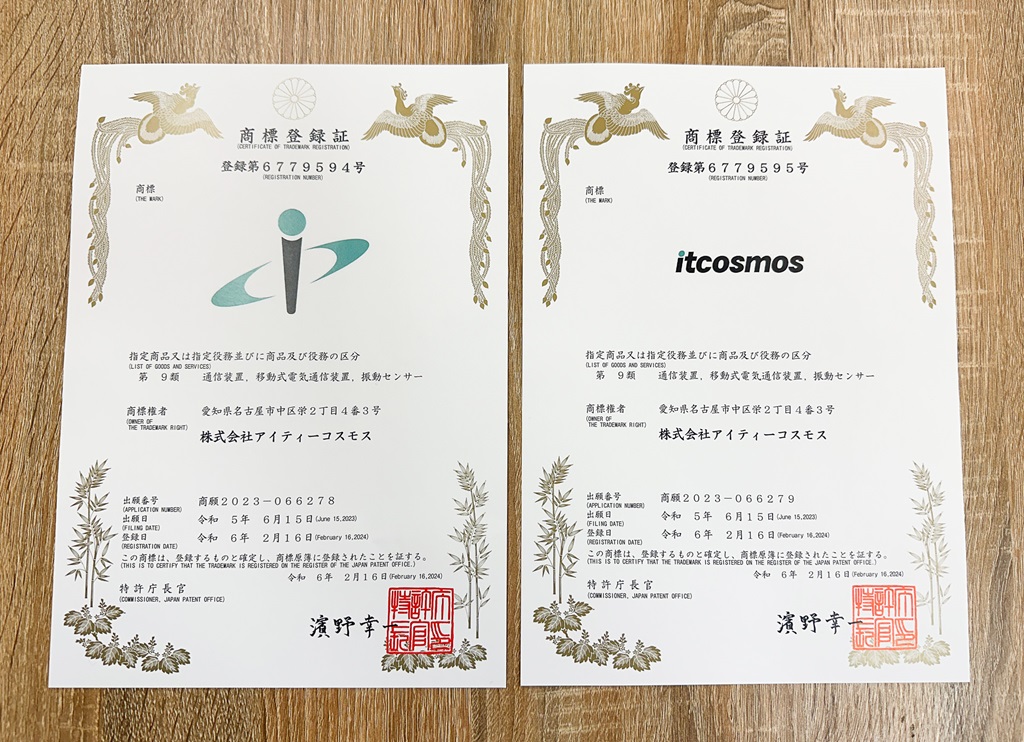 商標登録証
(CERTIFICATE OF TRADEMARK REGISTRATION)
登録第6779594号
(REGISTRATION NUMBER)
商標
(THE MARK)
指定商品又は指定役務並びに商品及び役務の区分
(LIST OF GOODS AND SERVICES)
第　9類　通信装置，移動式電気通信装置，振動センサー
商標権者
(OWNER OF THE TRADEMARK RIGHT)
愛知県名古屋市中区栄2丁目4番3号
株式会社アイティーコスモス
出願番号
(APPLICATION NUMBER)
商願2023－066278
出願日
(FILING DATE)
令和　5年　6月15日(June 15,2023)
登録日
(REGISTRATION DATE)
令和　6年　2月16日(February 16,2024)
この商標は、登録するものと確定し、商標原簿に登録されたことを証する。
(THIS IS TO CERTIFY THAT THE TRADEMARK IS REGISTERED ON THE REGISTER OF THE JAPAN PATENT OFFICE.)
令和　6年　2月16日(February 16,2024)
特許庁長官
(COMMISSIONER, JAPAN PATENT OFFICE)
濱野幸一
特許庁長官之印
商標登録証
(CERTIFICATE OF TRADEMARK REGISTRATION)
登録第6779595号
(REGISTRATION NUMBER)
商標
(THE MARK)
itcosmos
指定商品又は指定役務並びに商品及び役務の区分
(LIST OF GOODS AND SERVICES)
第　9類　通信装置，移動式電気通信装置，振動センサー
商標権者
(OWNER OF THE TRADEMARK RIGHT)
愛知県名古屋市中区栄2丁目4番3号
株式会社アイティーコスモス
出願番号
(APPLICATION NUMBER)
商願2023－066279
出願日
(FILING DATE)
令和　5年　6月15日(June 15,2023)
登録日
(REGISTRATION DATE)
令和　6年　2月16日(February 16,2024)
この商標は、登録するものと確定し、商標原簿に登録されたことを証する。
(THIS IS TO CERTIFY THAT THE TRADEMARK IS REGISTERED ON THE REGISTER OF THE JAPAN PATENT OFFICE.)
令和　6年　2月16日(February 16,2024)
特許庁長官
(COMMISSIONER, JAPAN PATENT OFFICE)
濱野幸一
特許庁長官之印